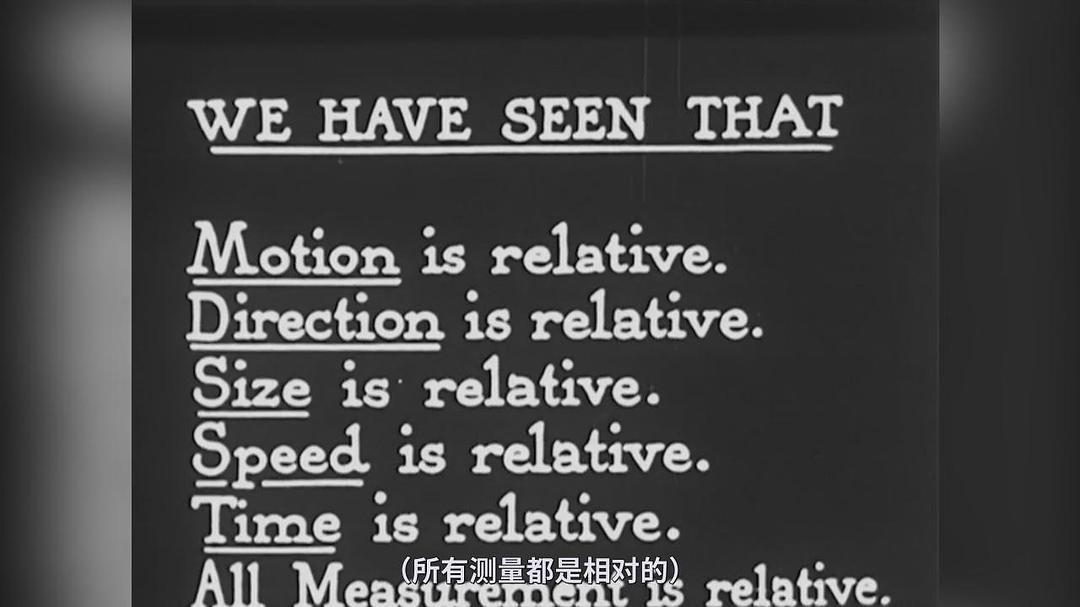 WE HAVE SEEN THAT
Motion is relative.
Direction is relative.
Size is relative.
Speed is relative.
Time is relative.
All Measurement is relative.
（所有测量都是相对的）